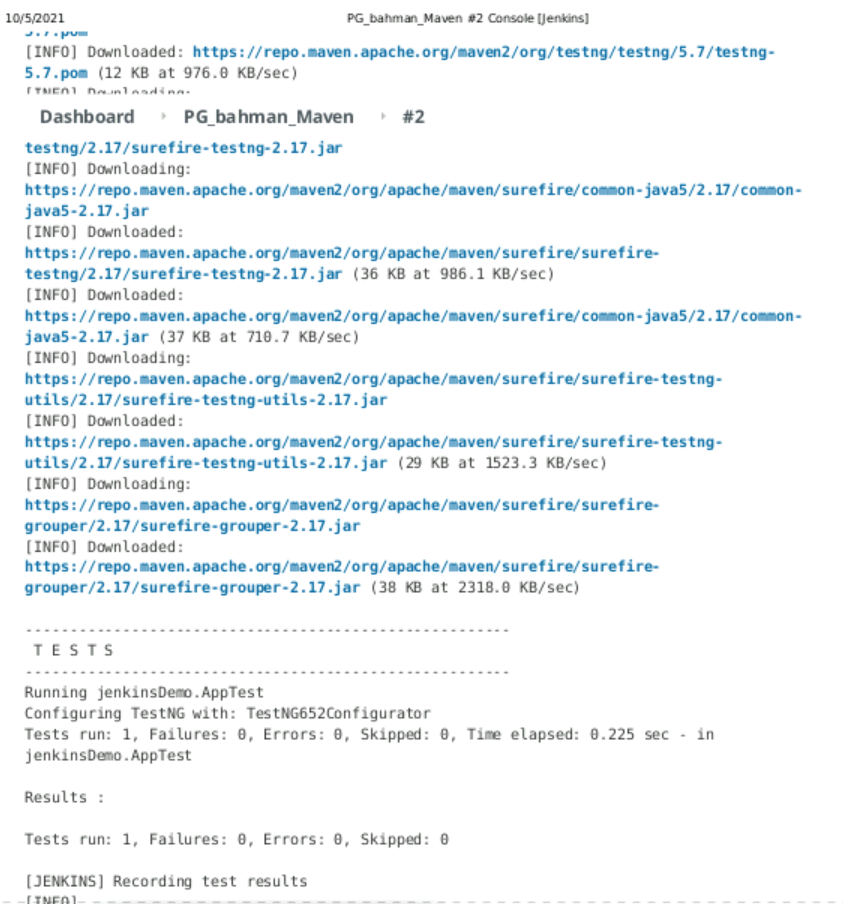 10/5/2021 PG_bahman_Maven #2 Console [Jenkins]
5.7.pom
[INFO] Downloaded: https://repo.maven.apache.org/maven2/org/testng/testng/5.7/testng-
5.7.pom (12 KB at 976.0 KB/sec)
[INFO] Downloading:
Dashboard › PG_bahman_Maven › #2
testng/2.17/surefire-testng-2.17.jar
[INFO] Downloading:
https://repo.maven.apache.org/maven2/org/apache/maven/surefire/common-java5/2.17/common-
java5-2.17.jar
[INFO] Downloaded:
https://repo.maven.apache.org/maven2/org/apache/maven/surefire/surefire-
testng/2.17/surefire-testng-2.17.jar (36 KB at 986.1 KB/sec)
[INFO] Downloaded:
https://repo.maven.apache.org/maven2/org/apache/maven/surefire/common-java5/2.17/common-
java5-2.17.jar (37 KB at 710.7 KB/sec)
[INFO] Downloading:
https://repo.maven.apache.org/maven2/org/apache/maven/surefire/surefire-testng-
utils/2.17/surefire-testng-utils-2.17.jar
[INFO] Downloaded:
https://repo.maven.apache.org/maven2/org/apache/maven/surefire/surefire-testng-
utils/2.17/surefire-testng-utils-2.17.jar (29 KB at 1523.3 KB/sec)
[INFO] Downloading:
https://repo.maven.apache.org/maven2/org/apache/maven/surefire/surefire-
grouper/2.17/surefire-grouper-2.17.jar
[INFO] Downloaded:
https://repo.maven.apache.org/maven2/org/apache/maven/surefire/surefire-
grouper/2.17/surefire-grouper-2.17.jar (38 KB at 2318.0 KB/sec)
-------------------------------------------------------
T E S T S
-------------------------------------------------------
Running jenkinsDemo.AppTest
Configuring TestNG with: TestNG652Configurator
Tests run: 1, Failures: 0, Errors: 0, Skipped: 0, Time elapsed: 0.225 sec - in
jenkinsDemo.AppTest
Results :
Tests run: 1, Failures: 0, Errors: 0, Skipped: 0
[JENKINS] Recording test results
[INFO]